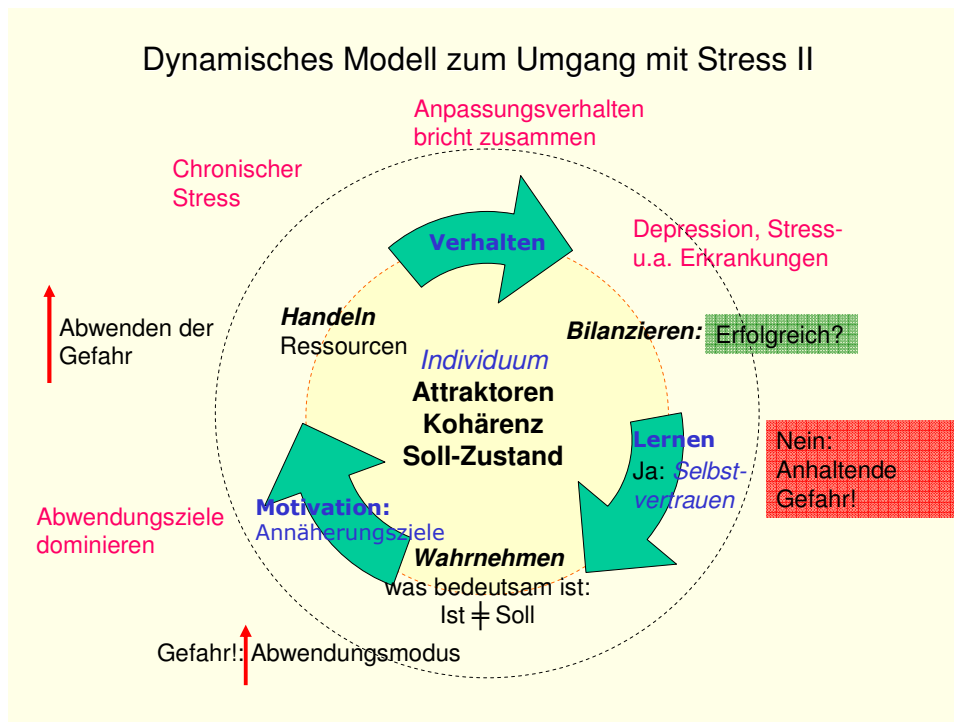 Dynamisches Modell zum Umgang mit Stress II
Anpassungsverhalten
bricht zusammen
Chronischer
Stress
Verhalten
Depression, Stress-
u.a. Erkrankungen
Abwenden der
Gefahr
Handeln
Ressourcen
Bilanzieren: Erfolgreich?
Individuum
Attraktoren
Kohärenz
Soll-Zustand
Lernen
Ja: Selbst-
vertrauen
Nein:
Anhaltende
Gefahr!
Abwendungsziele
dominieren
Motivation:
Annäherungsziele
Wahrnehmen
was bedeutsam ist:
Ist ╪ Soll
Gefahr!: Abwendungsmodus